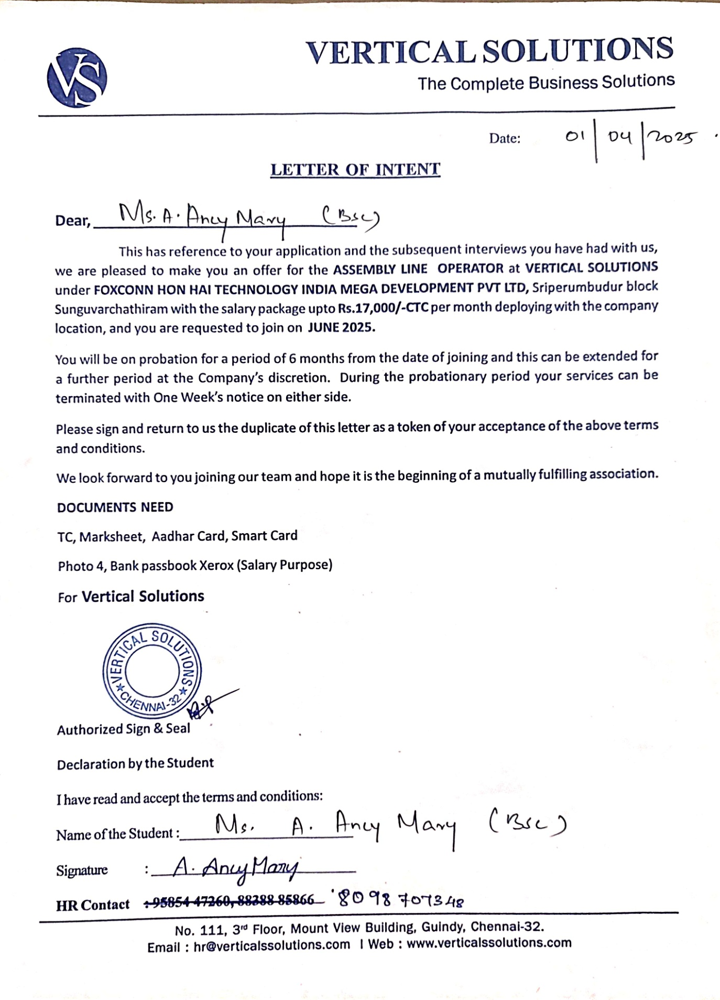 VS
VERTICAL SOLUTIONS
The Complete Business Solutions
Date: 01/04/2025
LETTER OF INTENT
Dear, Ms. A. Ancy Mary (Bsc)
This has reference to your application and the subsequent interviews you have had with us,
we are pleased to make you an offer for the ASSEMBLY LINE OPERATOR at VERTICAL SOLUTIONS
under FOXCONN HON HAI TECHNOLOGY INDIA MEGA DEVELOPMENT PVT LTD, Sriperumbudur block
Sunguvarchathiram with the salary package upto Rs.17,000/-CTC per month deploying with the company
location, and you are requested to join on JUNE 2025.
You will be on probation for a period of 6 months from the date of joining and this can be extended for
a further period at the Company's discretion. During the probationary period your services can be
terminated with One Week's notice on either side.
Please sign and return to us the duplicate of this letter as a token of your acceptance of the above terms
and conditions.
We look forward to you joining our team and hope it is the beginning of a mutually fulfilling association.
DOCUMENTS NEED
TC, Marksheet, Aadhar Card, Smart Card
Photo 4, Bank passbook Xerox (Salary Purpose)
For Vertical Solutions
VERTICAL SOLUTIONS
★ CHENNAI-32 ★
Authorized Sign & Seal
Declaration by the Student
I have read and accept the terms and conditions:
Name of the Student : Ms. A. Ancy Mary (Bsc)
Signature : A. Ancy Mary
HR Contact : 95854 47260, 88388 85866 8098707348
No. 111, 3rd Floor, Mount View Building, Guindy, Chennai-32.
Email : hr@verticalssolutions.com I Web : www.verticalssolutions.com